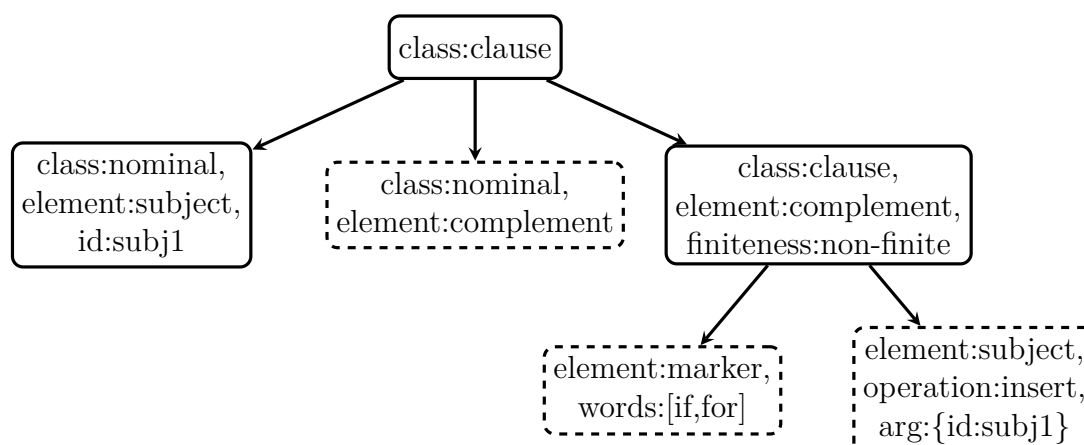 class:clause
class:nominal,
element:subject,
id:subj1
class:nominal,
element:complement
class:clause,
element:complement,
finiteness:non-finite
element:marker,
words:[if,for]
element:subject,
operation:insert,
arg:{id:subj1}